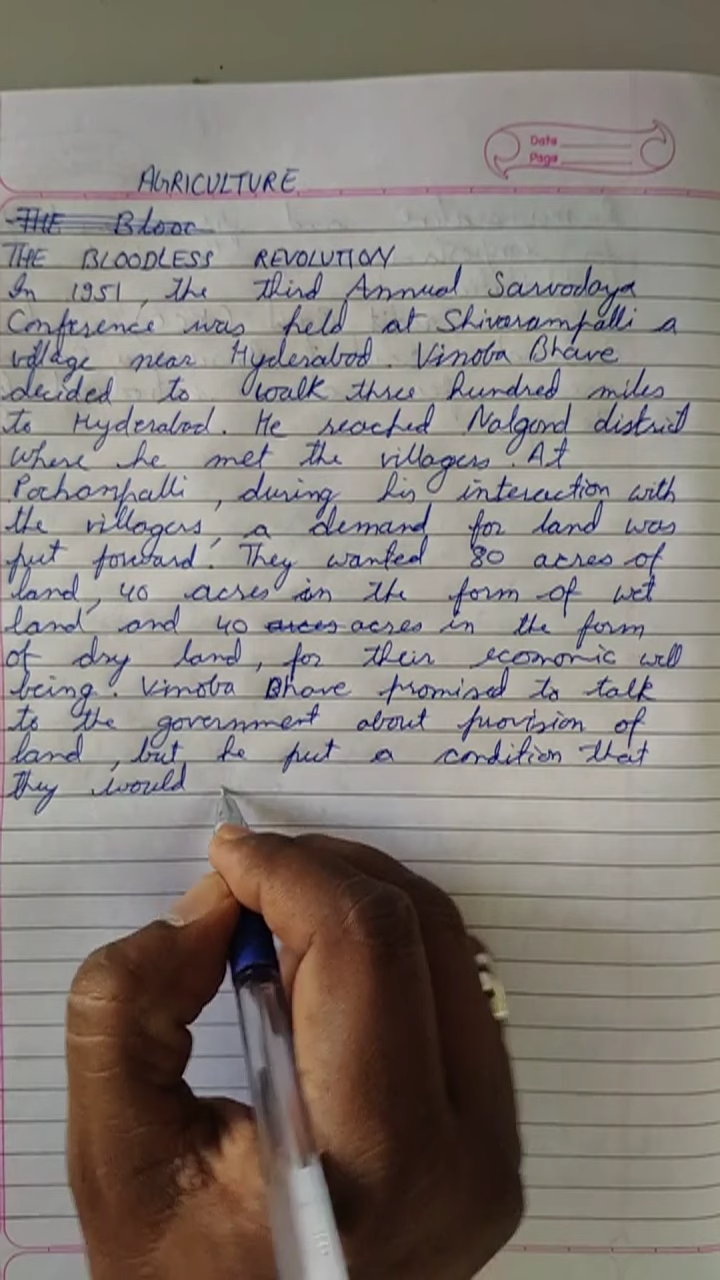 Date
Page
AGRICULTURE
THE Blooc
THE BLOODLESS REVOLUTION
In 1951, the third Annual Sarvodaya
Conference was held at Shivarampalli a
village near Hyderabad. Vinoba Bhave
decided to walk three hundred miles
to Hyderabad. He reached Nalgond district
where he met the villagers. At
Pochampalli, during his interaction with
the villagers, a demand for land was
put forward. They wanted 80 acres of
land, 40 acres in the form of wet
land and 40 acres acres in the form
of dry land, for their economic well
being. Vinoba Bhave promised to talk
to the government about provision of
land, but he put a condition that
they would